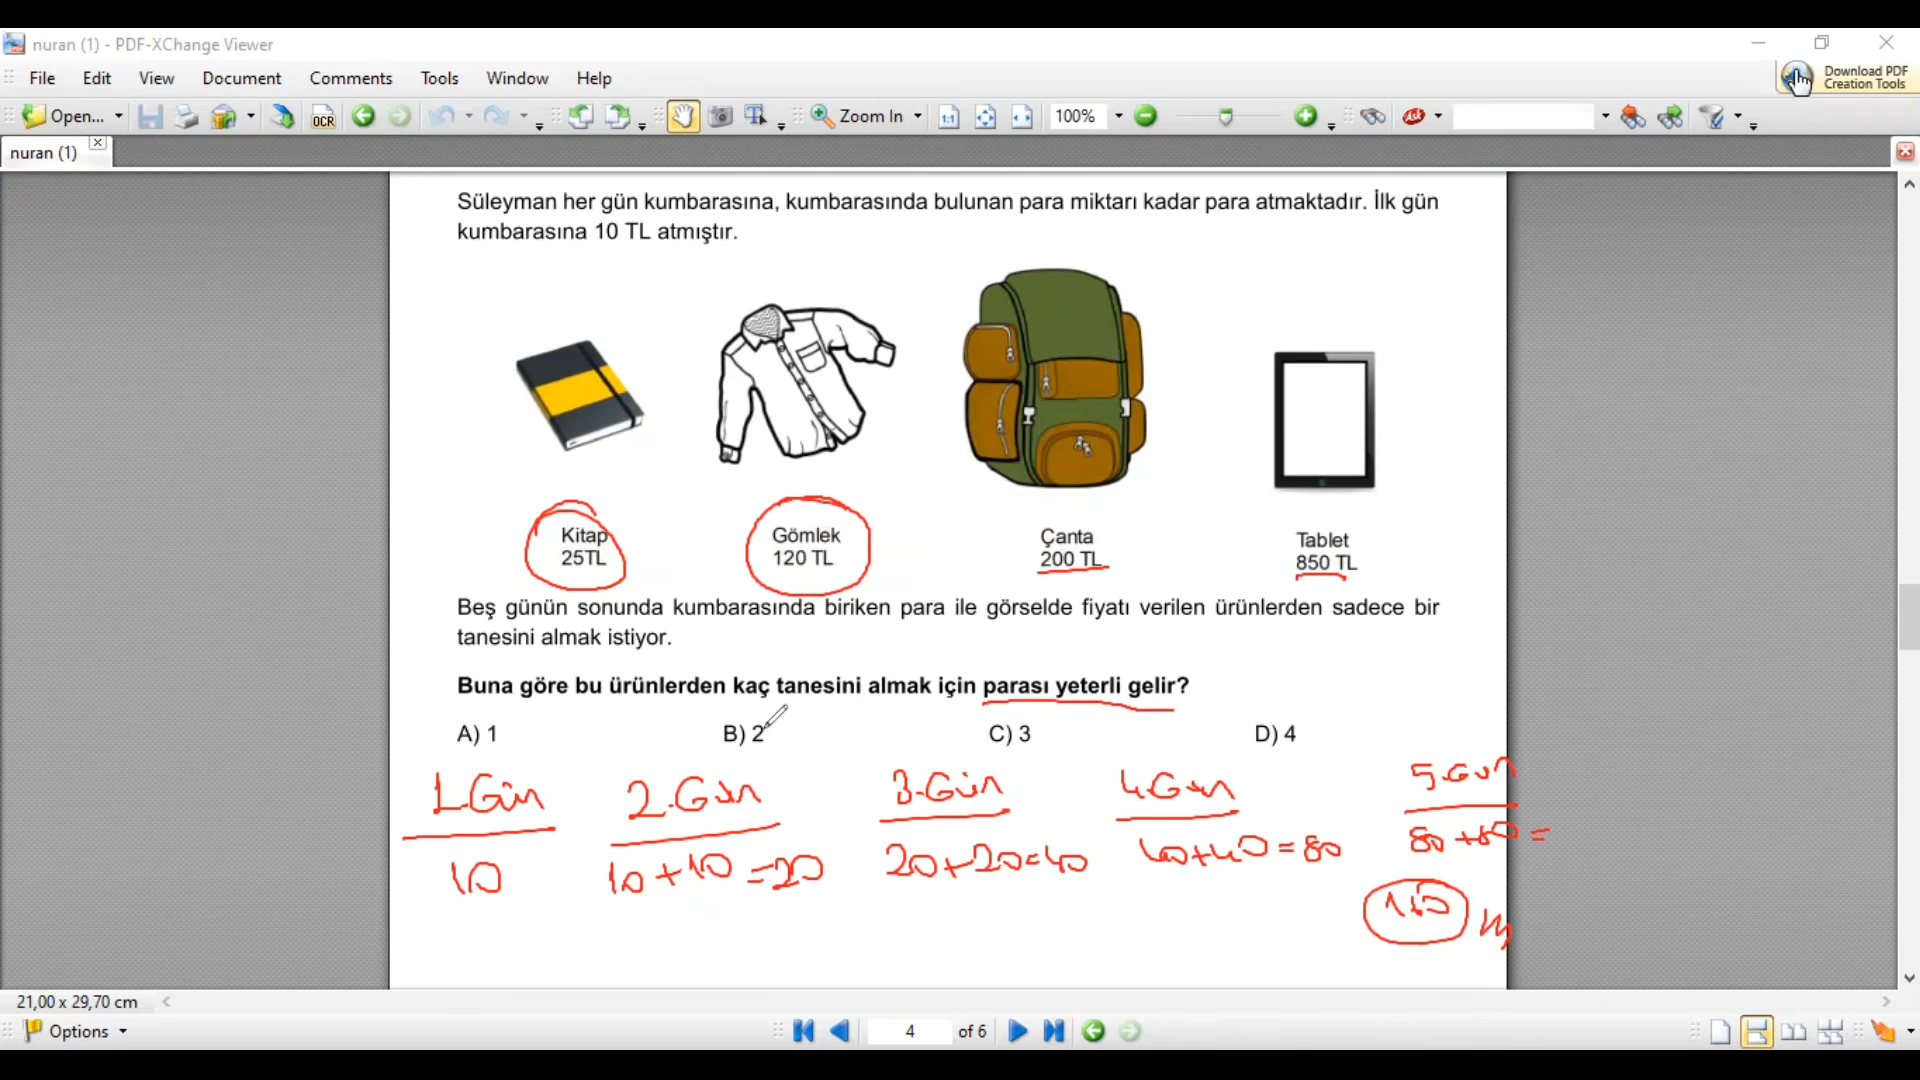 nuran (1) - PDF-XChange Viewer
File Edit View Document Comments Tools Window Help
Download PDF
Creation Tools
Open... OCR Zoom In 1:1 100% Ask
nuran (1)
Süleyman her gün kumbarasına, kumbarasında bulunan para miktarı kadar para atmaktadır. İlk gün
kumbarasına 10 TL atmıştır.
Kitap
25TL
Gömlek
120 TL
Çanta
200 TL
Tablet
850 TL
Beş günün sonunda kumbarasında biriken para ile görselde fiyatı verilen ürünlerden sadece bir
tanesini almak istiyor.
Buna göre bu ürünlerden kaç tanesini almak için parası yeterli gelir?
A) 1 B) 2 C) 3 D) 4
1.Gün 2.Gün 3.Gün 4.Gün 5.Gün
10 10+10=20 20+20=40 40+40=80 80+80=
160
21,00 x 29,70 cm
Options 4 of 6